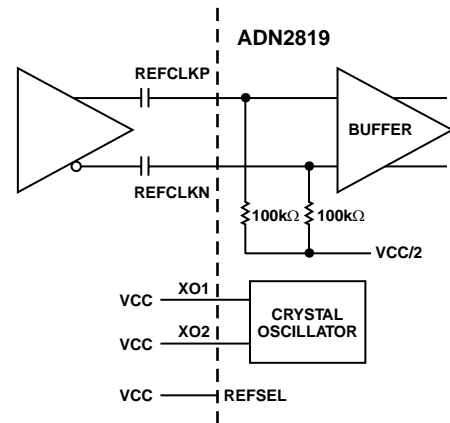 ADN2819
REFCLKP
BUFFER
REFCLKN
100kΩ 100kΩ
VCC/2
VCC XO1
CRYSTAL
OSCILLATOR
VCC XO2
VCC REFSEL